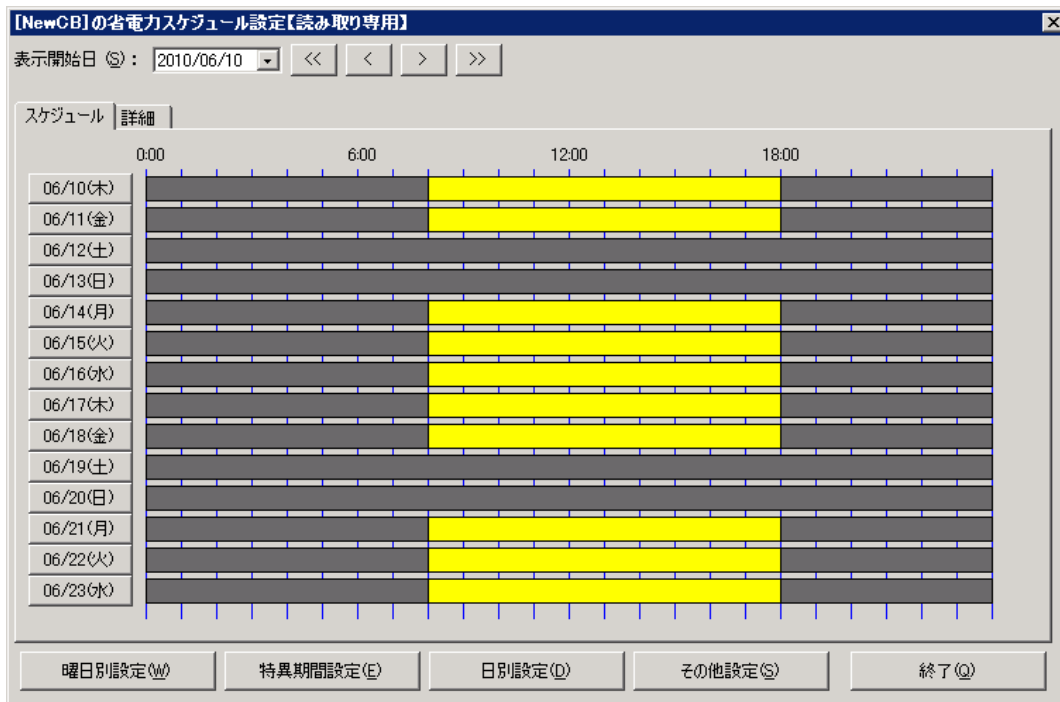 [NewCB]の省電力スケジュール設定【読み取り専用】
表示開始日 (S)： 2010/06/10 << < > >>
スケジュール 詳細
0:00 6:00 12:00 18:00
06/10(木)
06/11(金)
06/12(土)
06/13(日)
06/14(月)
06/15(火)
06/16(水)
06/17(木)
06/18(金)
06/19(土)
06/20(日)
06/21(月)
06/22(火)
06/23(水)
曜日別設定(W) 特異期間設定(E) 日別設定(D) その他設定(S) 終了(Q)